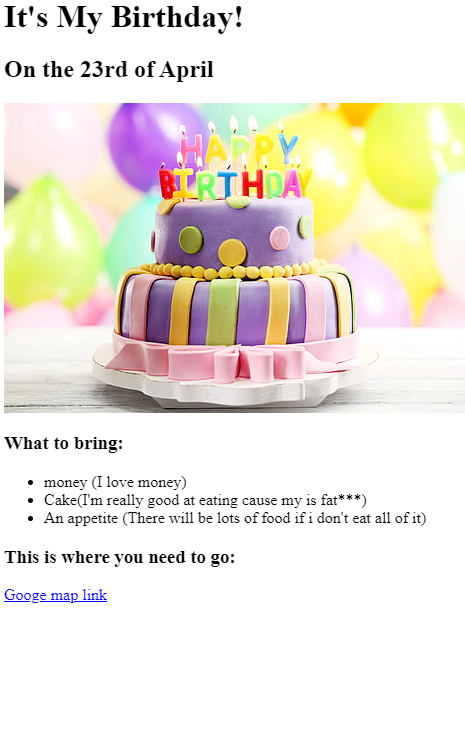 It's My Birthday!
On the 23rd of April
HAPPY
BIRTHDAY
What to bring:
money (I love money)
Cake(I'm really good at eating cause my is fat***)
An appetite (There will be lots of food if i don't eat all of it)
This is where you need to go:
Googe map link